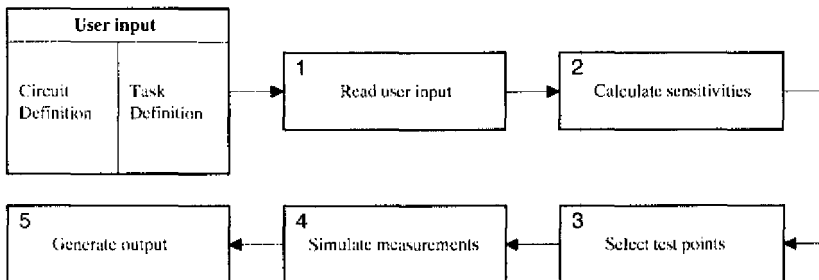 User input
Circuit
Definition
Task
Definition
1
Read user input
2
Calculate sensitivities
5
Generate output
4
Simulate measurements
3
Select test points